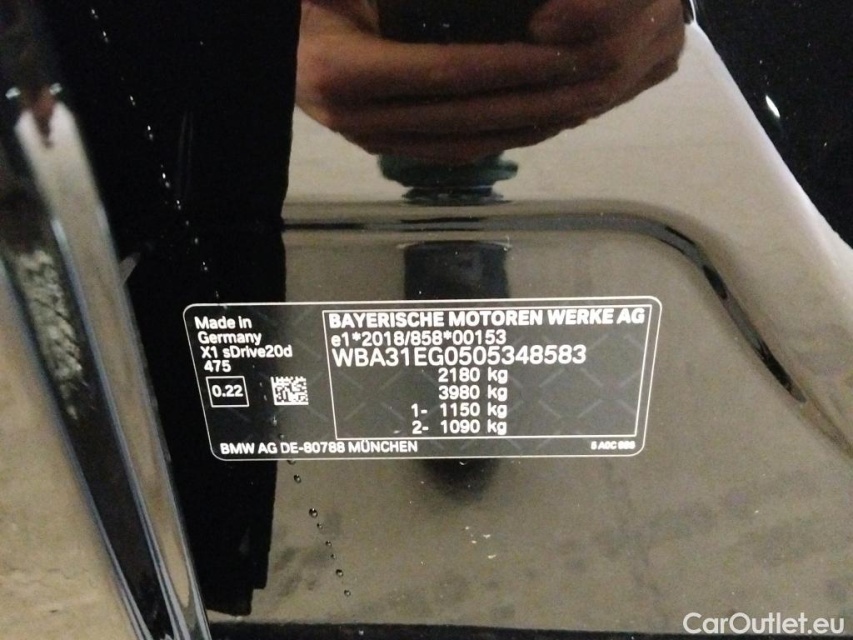 Made in
Germany
X1 sDrive20d
475
0.22
BAYERISCHE MOTOREN WERKE AG
e1*2018/858*00153
WBA31EG0505348583
2180 kg
3980 kg
1- 1150 kg
2- 1090 kg
BMW AG DE-80788 MÜNCHEN
CarOutlet.eu